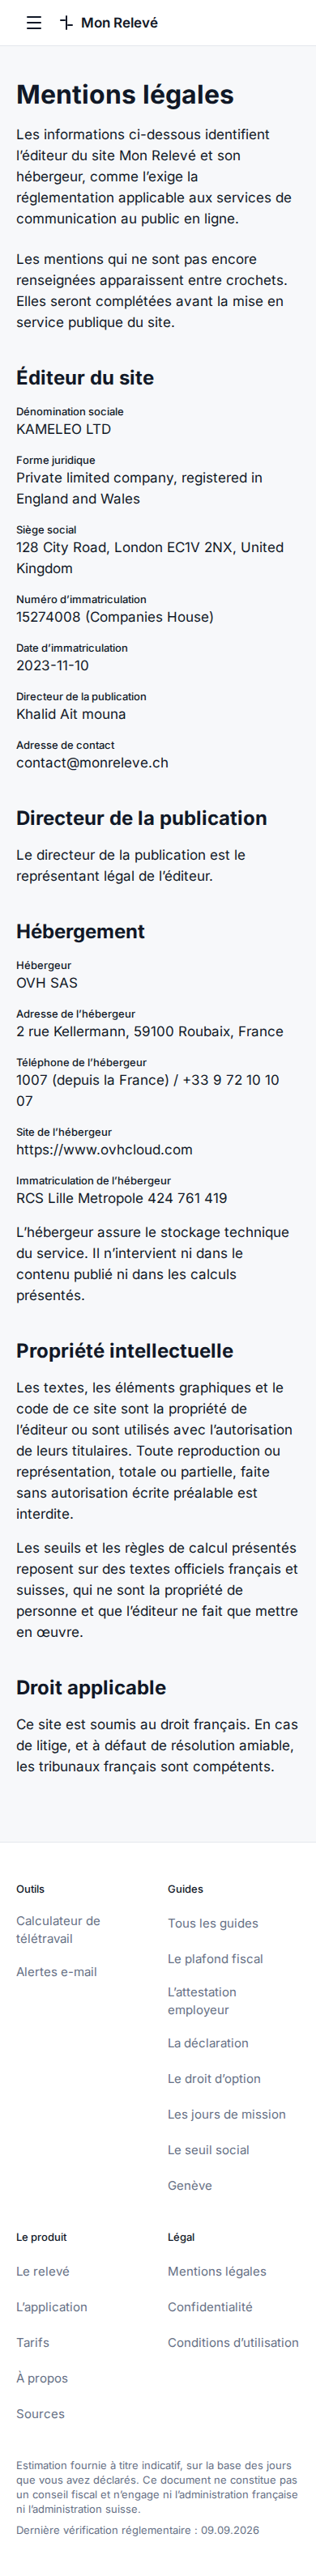 Mon Relevé
Mentions légales
Les informations ci-dessous identifient
l’éditeur du site Mon Relevé et son
hébergeur, comme l’exige la
réglementation applicable aux services de
communication au public en ligne.
Les mentions qui ne sont pas encore
renseignées apparaissent entre crochets.
Elles seront complétées avant la mise en
service publique du site.
Éditeur du site
Dénomination sociale
KAMELEO LTD
Forme juridique
Private limited company, registered in
England and Wales
Siège social
128 City Road, London EC1V 2NX, United
Kingdom
Numéro d’immatriculation
15274008 (Companies House)
Date d’immatriculation
2023-11-10
Directeur de la publication
Khalid Ait mouna
Adresse de contact
contact@monreleve.ch
Directeur de la publication
Le directeur de la publication est le
représentant légal de l’éditeur.
Hébergement
Hébergeur
OVH SAS
Adresse de l’hébergeur
2 rue Kellermann, 59100 Roubaix, France
Téléphone de l’hébergeur
1007 (depuis la France) / +33 9 72 10 10
07
Site de l’hébergeur
https://www.ovhcloud.com
Immatriculation de l’hébergeur
RCS Lille Metropole 424 761 419
L’hébergeur assure le stockage technique
du service. Il n’intervient ni dans le
contenu publié ni dans les calculs
présentés.
Propriété intellectuelle
Les textes, les éléments graphiques et le
code de ce site sont la propriété de
l’éditeur ou sont utilisés avec l’autorisation
de leurs titulaires. Toute reproduction ou
représentation, totale ou partielle, faite
sans autorisation écrite préalable est
interdite.
Les seuils et les règles de calcul présentés
reposent sur des textes officiels français et
suisses, qui ne sont la propriété de
personne et que l’éditeur ne fait que mettre
en œuvre.
Droit applicable
Ce site est soumis au droit français. En cas
de litige, et à défaut de résolution amiable,
les tribunaux français sont compétents.
Outils
Calculateur de
télétravail
Alertes e-mail
Guides
Tous les guides
Le plafond fiscal
L’attestation
employeur
La déclaration
Le droit d’option
Les jours de mission
Le seuil social
Genève
Le produit
Le relevé
L’application
Tarifs
À propos
Sources
Légal
Mentions légales
Confidentialité
Conditions d’utilisation
Estimation fournie à titre indicatif, sur la base des jours
que vous avez déclarés. Ce document ne constitue pas
un conseil fiscal et n’engage ni l’administration française
ni l’administration suisse.
Dernière vérification réglementaire : 09.09.2026